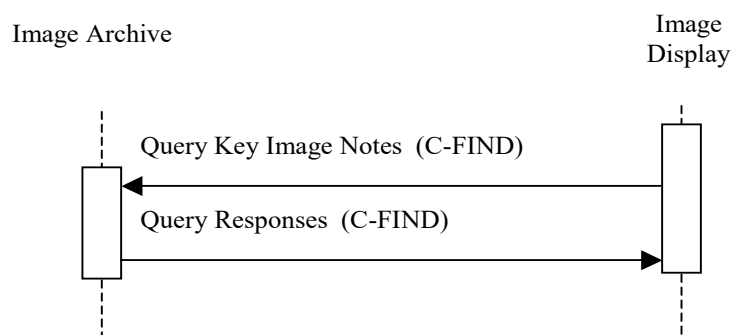 Image Archive
Image
Display
Query Key Image Notes (C-FIND)
Query Responses (C-FIND)